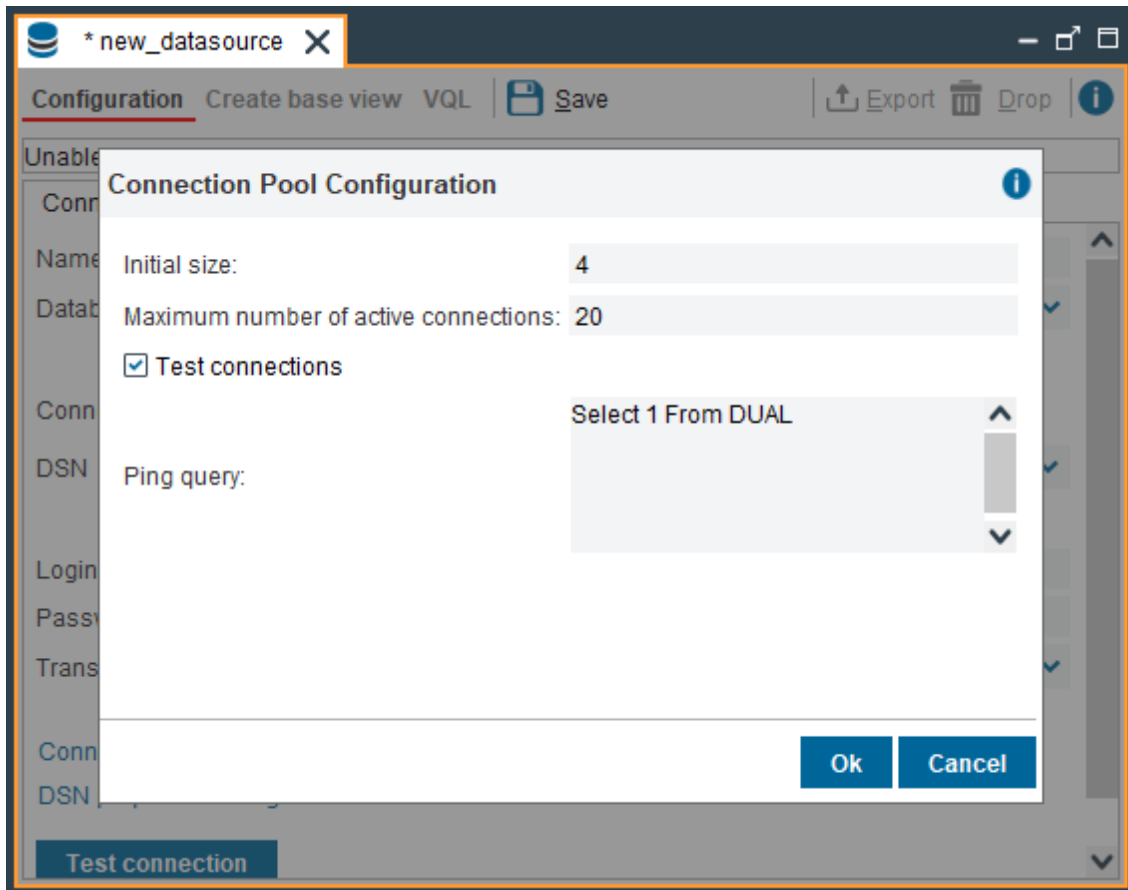 * new_datasource
Configuration Create base view VQL Save Export Drop
Unable
Connection Pool Configuration
Conn
Name
Initial size: 4
Datab
Maximum number of active connections: 20
Test connections
Conn
Select 1 From DUAL
DSN
Ping query:
Login
Passw
Trans
Ok Cancel
Conn
DSN
Test connection